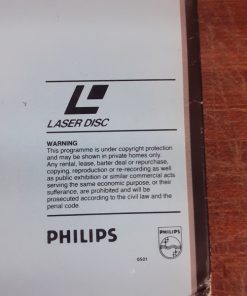 LASER DISC
WARNING
This programme is under copyright protection
and may be shown in private homes only.
Any rental, lease, barter deal or repurchase,
copying, reproduction or re-recording as well
as public exhibition or similar commercial acts
serving the same economic purpose, or their
sufferance, are prohibited and will be
prosecuted according to the civil law and the
penal code.
PHILIPS
PHILIPS
6501